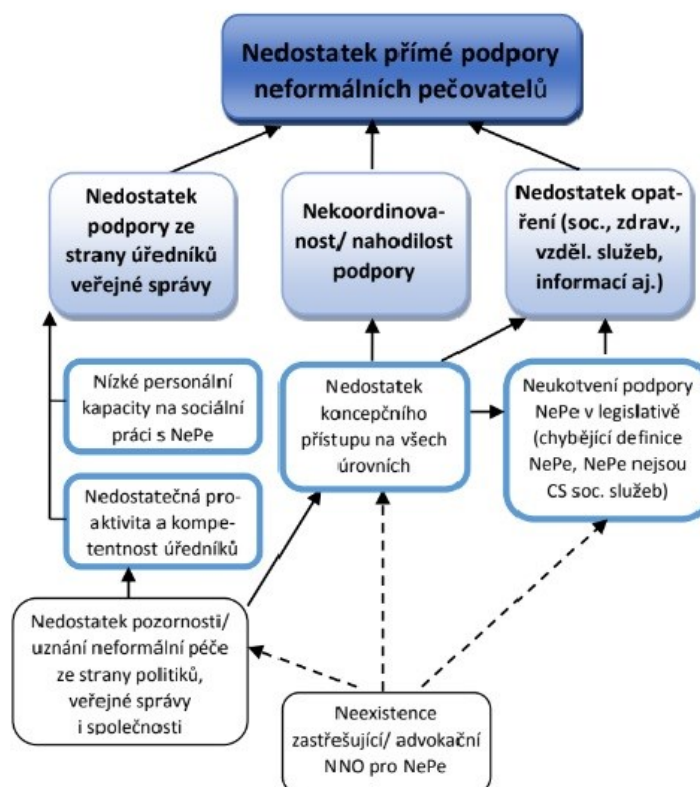 Nedostatek přímé podpory
neformálních pečovatelů
Nedostatek
podpory ze
strany úředníků
veřejné správy
Nekoordinova-
nost/ nahodilost
podpory
Nedostatek opat-
ření (soc., zdrav.,
vzděl. služeb,
informací aj.)
Nízké personální
kapacity na sociální
práci s NePe
Nedostatek
koncepčního
přístupu na všech
úrovních
Neukotvení podpory
NePe v legislativě
(chybějící definice
NePe, NePe nejsou
CS soc. služeb)
Nedostatečná pro-
aktivita a kompe-
tentnost úředníků
Nedostatek pozornosti/
uznání neformální péče
ze strany politiků,
veřejné správy
i společnosti
Neexistence
zastřešující/ advokační
NNO pro NePe